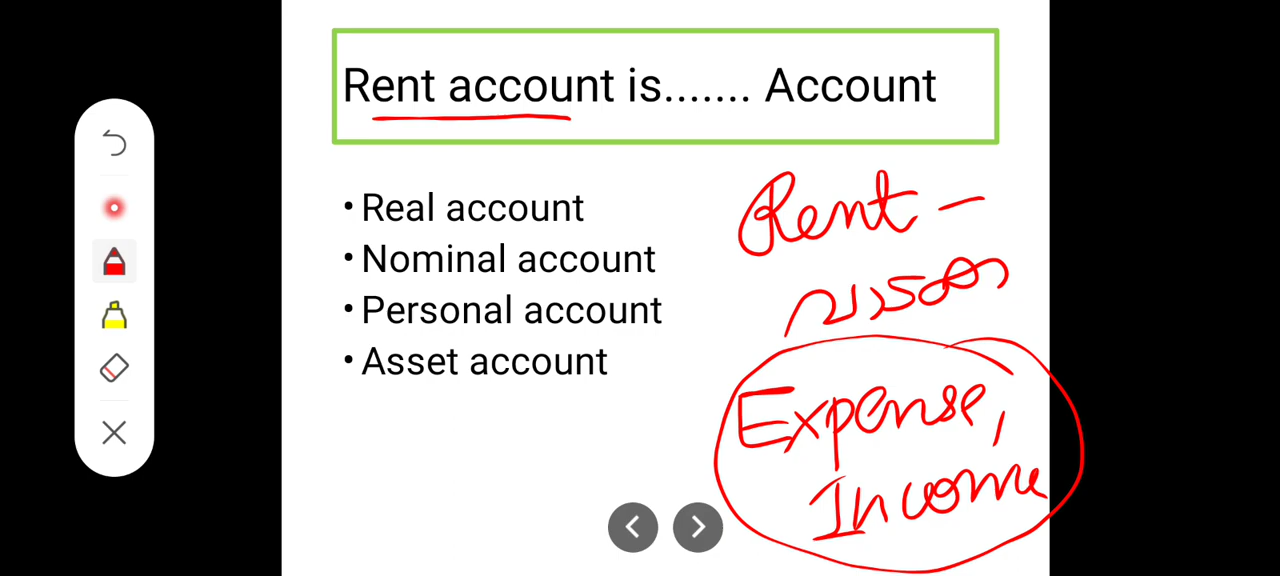 Rent account is....... Account
• Real account
• Nominal account
• Personal account
• Asset account
Rent –
വാടക
Expense,
Income